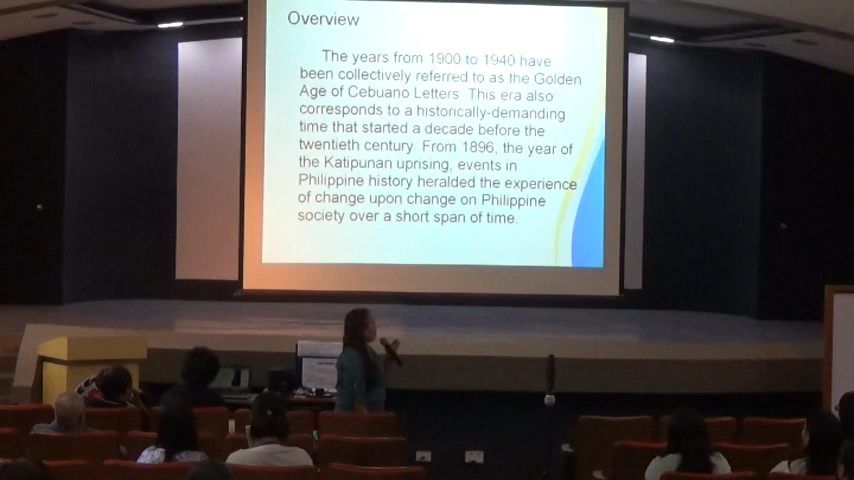 Overview
The years from 1900 to 1940 have
been collectively referred to as the Golden
Age of Cebuano Letters. This era also
corresponds to a historically-demanding
time that started a decade before the
twentieth century. From 1896, the year of
the Katipunan uprising, events in
Philippine history heralded the experience
of change upon change on Philippine
society over a short span of time.